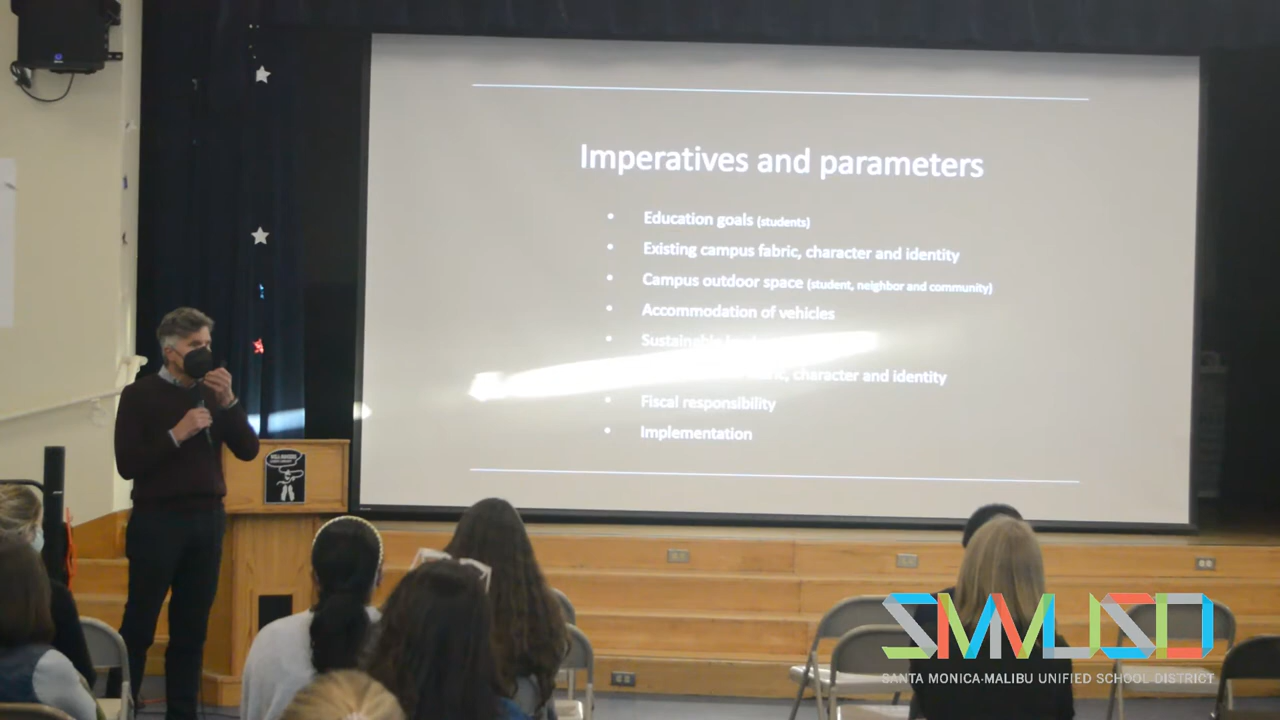 Imperatives and parameters
• Education goals (students)
• Existing campus fabric, character and identity
• Campus outdoor space (student, neighbor and community)
• Accommodation of vehicles
• Sustainable
character and identity
• Fiscal responsibility
• Implementation
SMMUSD
SANTA MONICA-MALIBU UNIFIED SCHOOL DISTRICT